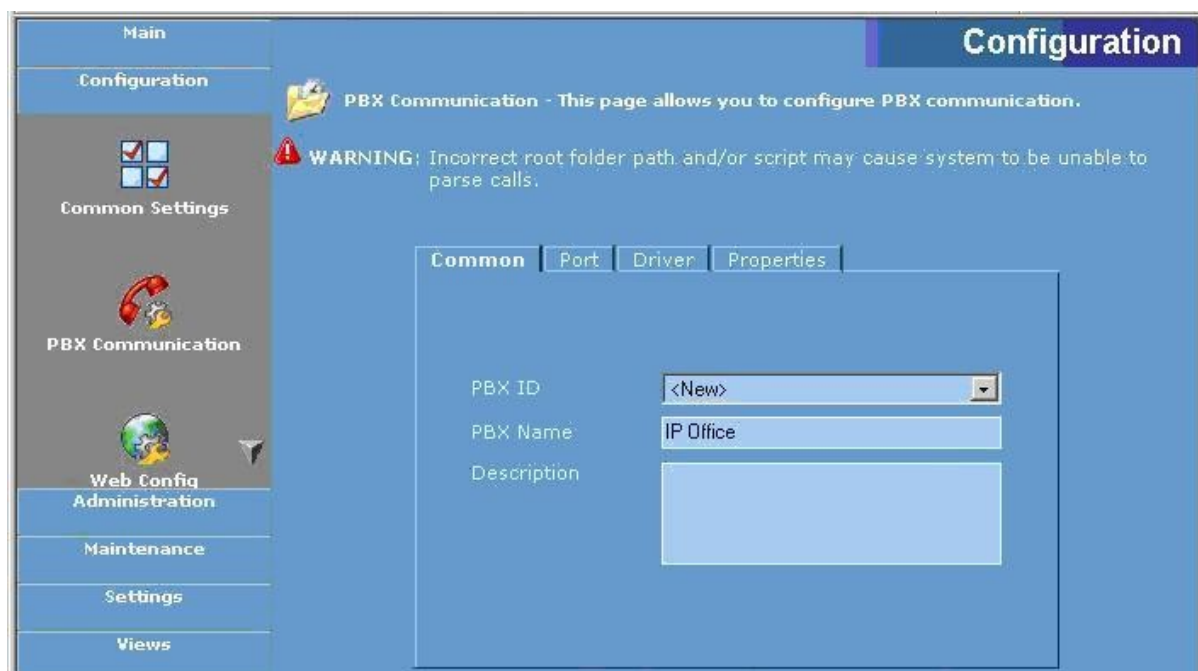 Main
Configuration
Common Settings
PBX Communication
Web Config
Administration
Maintenance
Settings
Views
Configuration
PBX Communication - This page allows you to configure PBX communication.
WARNING: Incorrect root folder path and/or script may cause system to be unable to
parse calls.
Common Port Driver Properties
PBX ID <New>
PBX Name IP Office
Description